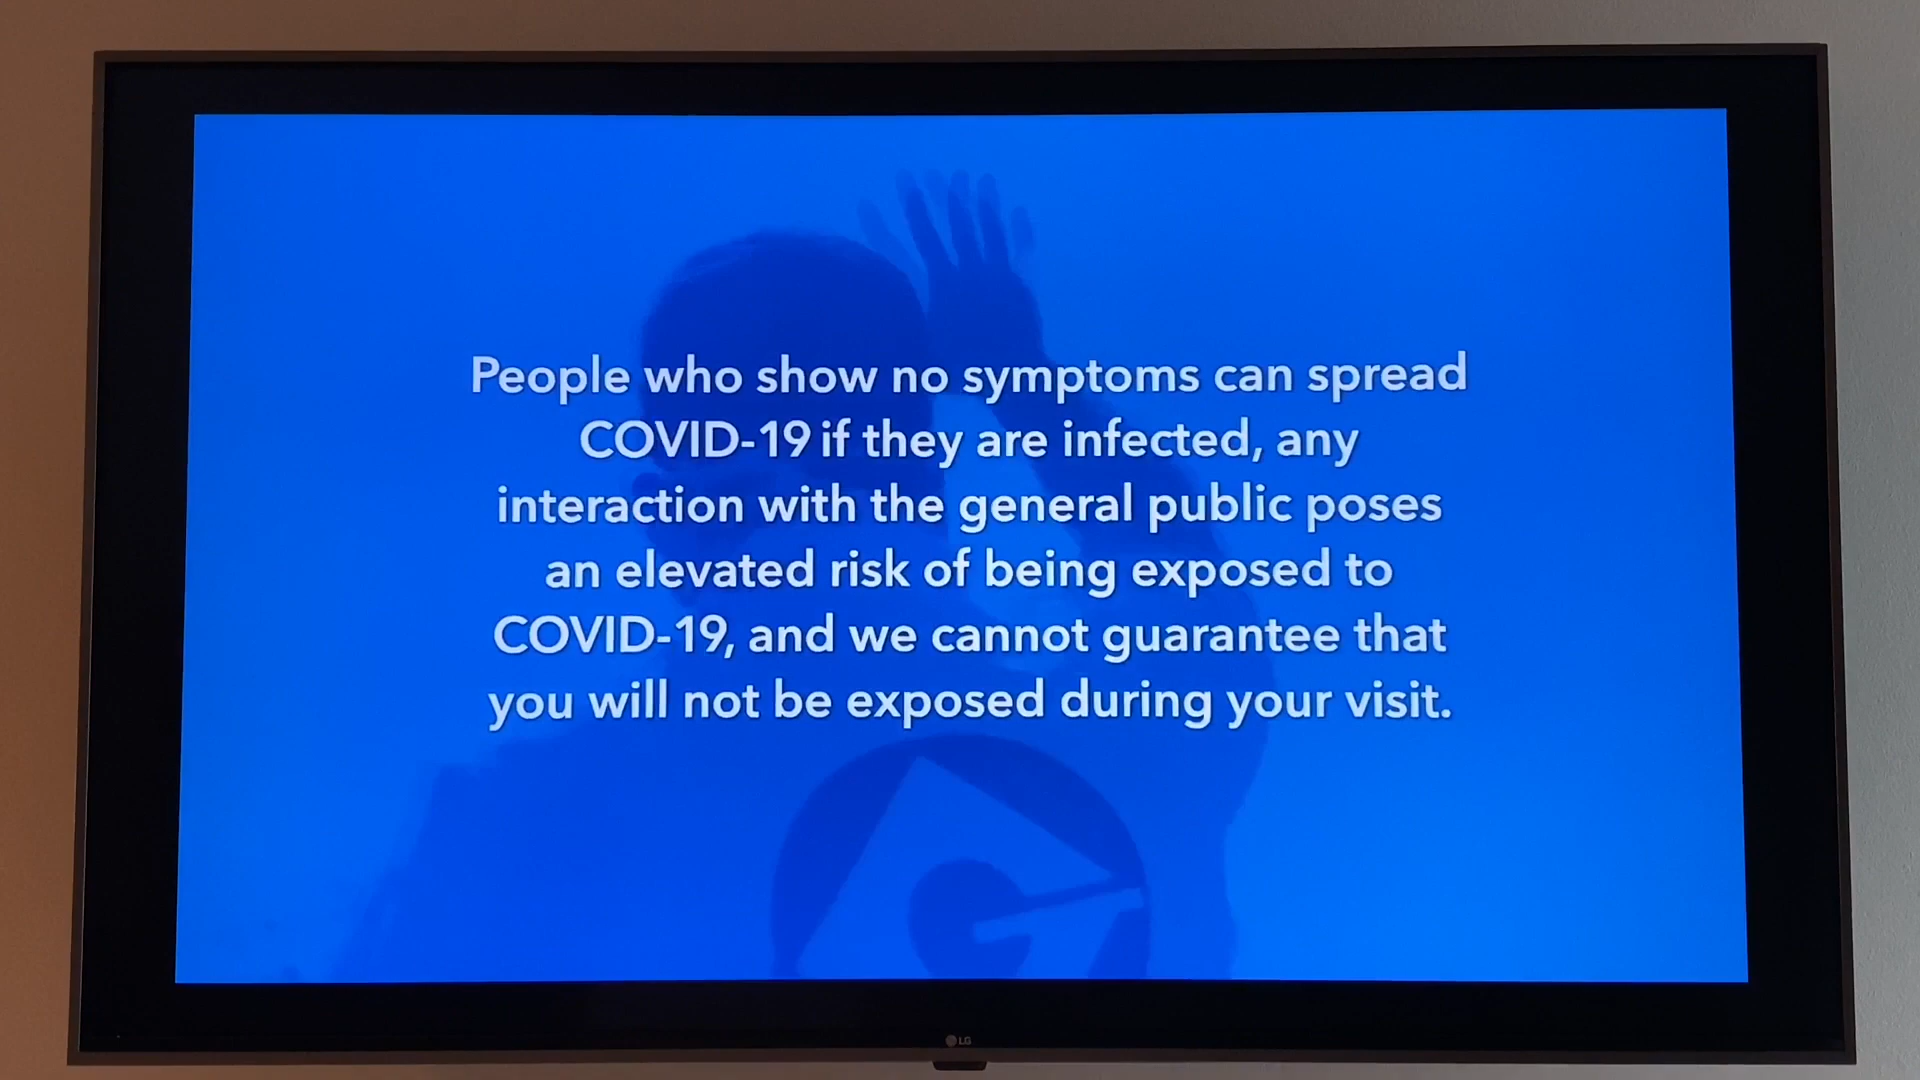 People who show no symptoms can spread
COVID-19 if they are infected, any
interaction with the general public poses
an elevated risk of being exposed to
COVID-19, and we cannot guarantee that
you will not be exposed during your visit.
LG